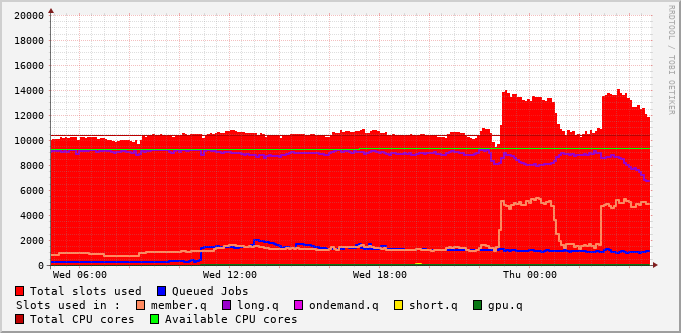 20000
18000
16000
14000
12000
10000
8000
6000
4000
2000
0
Wed 06:00 Wed 12:00 Wed 18:00 Thu 00:00
Total slots used Queued Jobs
Slots used in : member.q long.q ondemand.q short.q gpu.q
Total CPU cores Available CPU cores
RRDTOOL / TOBI OETIKER